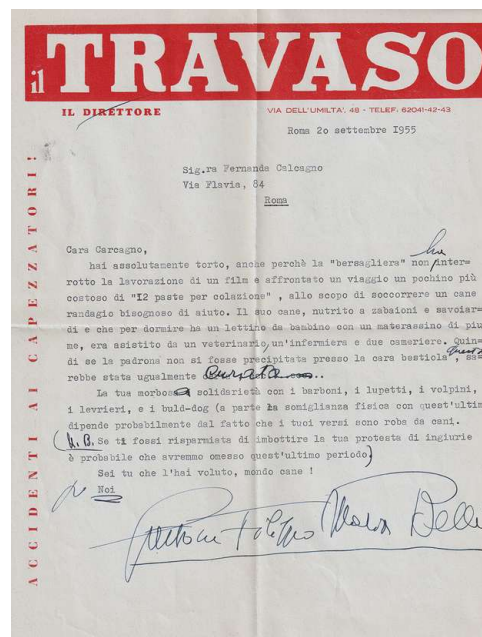 il TRAVASO
IL DIRETTORE
VIA DELL'UMILTA', 48 - TELEF. 62041-42-43
Roma 20 settembre I955
Sig.ra Fernanda Calcagno
Via Flavia, 84
Roma
Cara Carcagno,
ha
hai assolutamente torto, anche perchè la "bersagliera" non inter=
rotto la lavorazione di un film e affrontato un viaggio un pochino più
costoso di "I2 paste per colazione" , allo scopo di soccorrere un cane
randagio bisognoso di aiuto. Il suo cane, nutrito a zabaioni e savoiar=
di e che per dormire ha un lettino da bambino con un materassino di piu
me, era assistito da un veterinario un'infermiera e due cameriere. Quin=
di se la padrona non si fosse precipitata presso la cara bestiola, sa=
rebbe stata ugualmente
La tua morbosa solidarietà con i barboni, i lupetti, i volpini,
i levrieri, e i buld-dog (a parte la somiglianza fisica con quest'ultim
dipende probabilmente dal fatto che i tuoi versi sono roba da cani.
(N.B. Se ti fossi risparmiata di imbottire la tua protesta di ingiurie
è probabile che avremmo omesso quest'ultimo periodo)
Sei tu che l'hai voluto, mondo cane !
Noi
ACCIDENTI AI CAPEZZATORI!